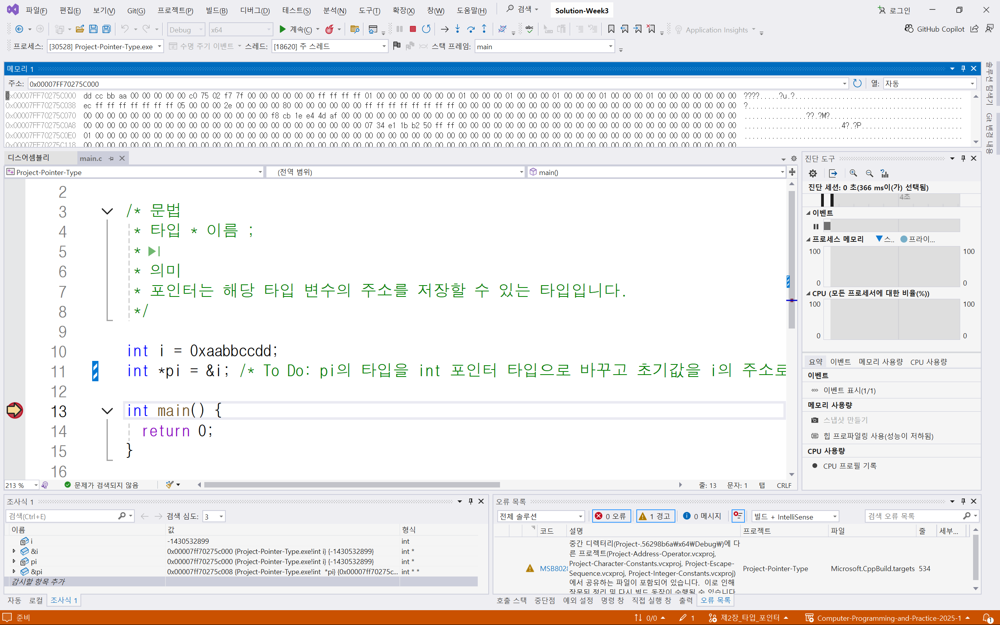 파일(F) 편집(E) 보기(V) Git(G) 프로젝트(P) 빌드(B) 디버그(D) 테스트(S) 분석(N) 도구(T) 확장(X) 창(W) 도움말(H) 검색 Solution-Week3 로그인
Debug x64 계속(C) abc Application Insights GitHub Copilot
프로세스: [30528] Project-Pointer-Type.exe 수명 주기 이벤트 스레드: [18620] 주 스레드 스택 프레임: main
메모리 1
주소: 0x00007FF70275C000 열: 자동
0x00007FF70275C000 dd cc bb aa 00 00 00 00 00 c0 75 02 f7 7f 00 00 00 00 00 00 ff ff ff ff 01 00 00 00 00 00 00 00 01 00 00 00 01 00 00 00 01 00 00 00 01 00 00 00 01 00 00 00 00 00 00 00 ????.....?u.?
0x00007FF70275C038 ec ff ff ff ff ff ff ff 05 00 00 00 2e 00 00 00 00 80 00 00 00 00 00 00 ff ff ff ff ff ff ff ff 00 00 00 00 00 00 00 00 00 00 00 00 00 00 00 00 00 00 00 00 00 00 00 00
0x00007FF70275C070 00 00 00 00 00 00 00 00 00 00 00 00 00 00 00 00 f8 cb 1e e4 4d af 00 00 00 00 00 00 00 00 00 00 00 00 00 00 00 00 00 00 00 00 00 00 00 00 00 00 00 00 00 00 00 00 00 00
0x00007FF70275C0A8 00 00 00 00 00 00 00 00 00 00 00 00 00 00 00 00 00 00 00 00 00 00 00 00 07 34 e1 1b b2 50 ff ff 00 00 00 00 00 00 00 00 00 00 00 00 00 00 00 00 00 00 00 00 00 00 00 00
0x00007FF70275C0E0 01 00 00 00 00 00 00 00 00 00 00 00 00 00 00 00 00 00 00 00 00 00 00 00 00 00 00 00 00 00 00 00 00 00 00 00 00 00 00 00 00 00 00 00 00 00 00 00 00 00 00 00 00 00 00 00
0x00007FF70275C118 00 00 00 00 00 00 00 00 00 00 00 00 00 00 00 00 00 00 00 00 00 00 00 00 00 00 00 00 00 00 00 00 00 00 00 00 00 00 00 00 00 00 00 00 00 00 00 00 00 00 00 00 00 00 00 00
솔루션 탐색기
Git 변경 내용
디스어셈블리 main.c
Project-Pointer-Type (전역 범위) main()
2
3 /* 문법
4 * 타입 * 이름 ;
5 *
6 * 의미
7 * 포인터는 해당 타입 변수의 주소를 저장할 수 있는 타입입니다.
8 */
9
10 int i = 0xaabbccdd;
11 int *pi = &i; /* To Do: pi의 타입을 int 포인터 타입으로 바꾸고 초기값을 i의 주소로
12
13 int main() {
14 return 0;
15 }
16
213 % 문제가 검색되지 않음 줄: 13 문자: 1 탭 CRLF
진단 도구
진단 세션: 0 초(366 ms이(가) 선택됨)
4초
이벤트
프로세스 메모리 스.. 프라이...
100 100
0 0
CPU (모든 프로세서에 대한 비율(%))
100 100
0 0
요약 이벤트 메모리 사용량 CPU 사용량
이벤트
이벤트 표시(1/1)
메모리 사용량
스냅샷 만들기
힙 프로파일링 사용(성능이 저하됨)
CPU 사용량
CPU 프로필 기록
조사식 1
검색(Ctrl+E) 검색 심도: 3
이름 값 형식
i -1430532899 int
&i 0x00007ff70275c000 {Project-Pointer-Type.exe!int i} {-1430532899} int *
pi 0x00007ff70275c000 {Project-Pointer-Type.exe!int i} {-1430532899} int *
&pi 0x00007ff70275c008 {Project-Pointer-Type.exe!int *pi} {0x00007ff70275c... int * *
감시할 항목 추가
자동 로컬 조사식 1
오류 목록
전체 솔루션 0 오류 1 경고 0 메시지 빌드 + IntelliSense 검색 오류 목록
코드 설명 프로젝트 파일 줄 세부...
중간 디렉터리(Project-.56298b6a\x64\Debug\)에 다
른 프로젝트(Project-Address-Operator.vcxproj,
Project-Character-Constants.vcxproj, Project-Escape-
MSB802 Project-Pointer-Type Microsoft.CppBuild.targets 534
Sequence.vcxproj, Project-Integer-Constants.vcxproj)
에서 공유하는 파일이 포함되어 있습니다. 이로 인해
잘못된 정리 및 다시 빌드 동작이 수행될 수 있습니다
호출 스택 중단점 예외 설정 명령 창 직접 실행 창 출력 오류 목록
준비 0/0 1 제2장_타입_포인터 Computer-Programming-and-Practice-2025-1 1